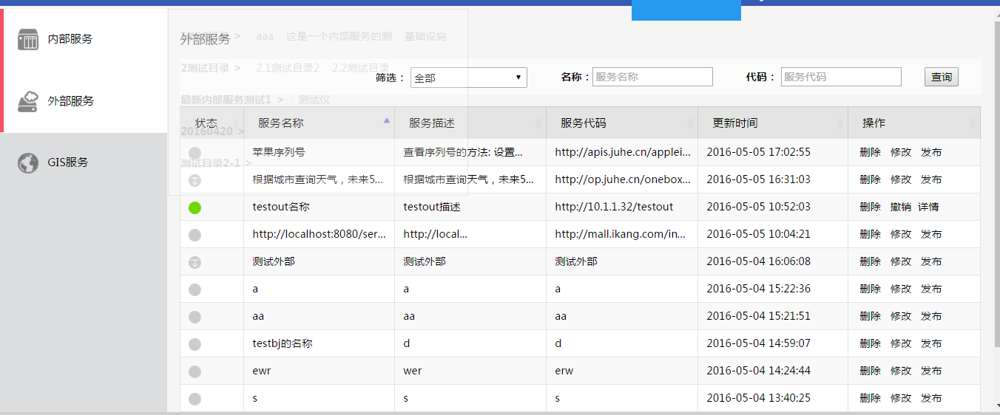 内部服务
外部服务
GIS服务
外部服务
> aaa 这是一个内部服务的测 基础设施
2测试目录 > 2.1测试目录2 2.2测试目录
最新内部服务测试1 > 测试仪
20160420 >
测试目录2-1 >
筛选： 全部 名称： 服务名称 代码： 服务代码 查询
状态 服务名称 服务描述 服务代码 更新时间 操作
苹果序列号 查看序列号的方法: 设置... http://apis.juhe.cn/applei... 2016-05-05 17:02:55 删除 修改 发布
根据城市查询天气，未来5... 根据城市查询天气，未来5... http://op.juhe.cn/onebox... 2016-05-05 16:31:03 删除 修改 发布
testout名称 testout描述 http://10.1.1.32/testout 2016-05-05 10:52:03 删除 撤销 详情
http://localhost:8080/ser... http://local... http://mall.ikang.com/in... 2016-05-05 10:04:21 删除 修改 发布
测试外部 测试外部 测试外部 2016-05-04 16:06:08 删除 修改 发布
a a a 2016-05-04 15:22:36 删除 修改 发布
aa aa aa 2016-05-04 15:21:51 删除 修改 发布
testbj的名称 d d 2016-05-04 14:59:07 删除 修改 发布
ewr wer erw 2016-05-04 14:24:44 删除 修改 发布
s s s 2016-05-04 13:40:25 删除 修改 发布